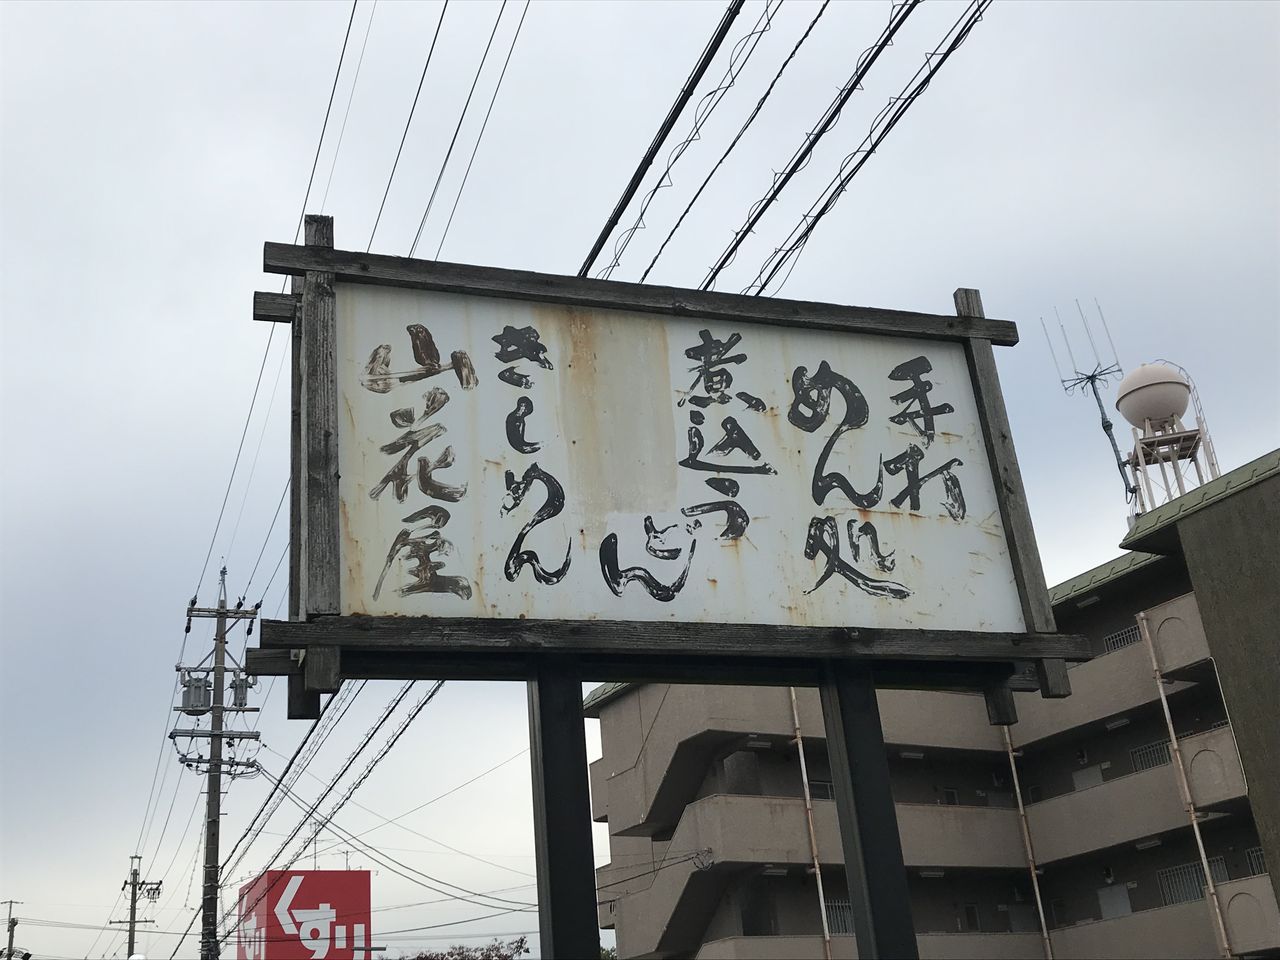 手打
めん処
煮込うどん
きしめん
山花屋
くすり